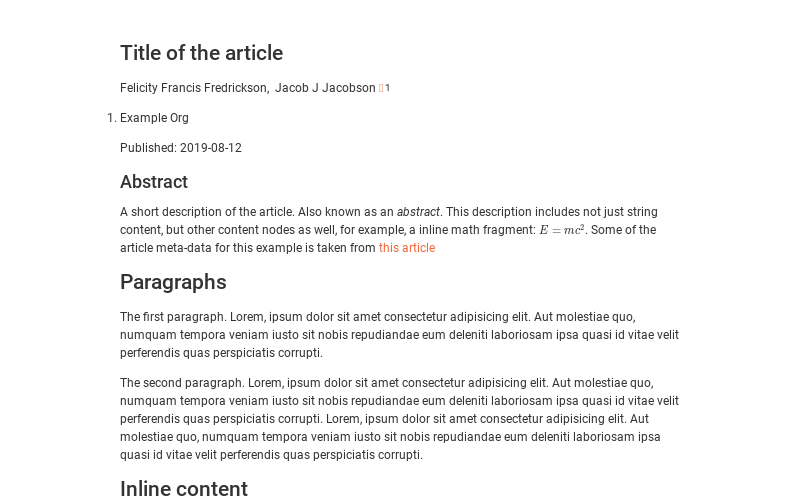 Title of the article
Felicity Francis Fredrickson, Jacob J Jacobson 1
1. Example Org
Published: 2019-08-12
Abstract
A short description of the article. Also known as an abstract. This description includes not just string
content, but other content nodes as well, for example, a inline math fragment: E = mc². Some of the
article meta-data for this example is taken from this article
Paragraphs
The first paragraph. Lorem, ipsum dolor sit amet consectetur adipisicing elit. Aut molestiae quo,
numquam tempora veniam iusto sit nobis repudiandae eum deleniti laboriosam ipsa quasi id vitae velit
perferendis quas perspiciatis corrupti.
The second paragraph. Lorem, ipsum dolor sit amet consectetur adipisicing elit. Aut molestiae quo,
numquam tempora veniam iusto sit nobis repudiandae eum deleniti laboriosam ipsa quasi id vitae velit
perferendis quas perspiciatis corrupti. Lorem, ipsum dolor sit amet consectetur adipisicing elit. Aut
molestiae quo, numquam tempora veniam iusto sit nobis repudiandae eum deleniti laboriosam ipsa
quasi id vitae velit perferendis quas perspiciatis corrupti.
Inline content